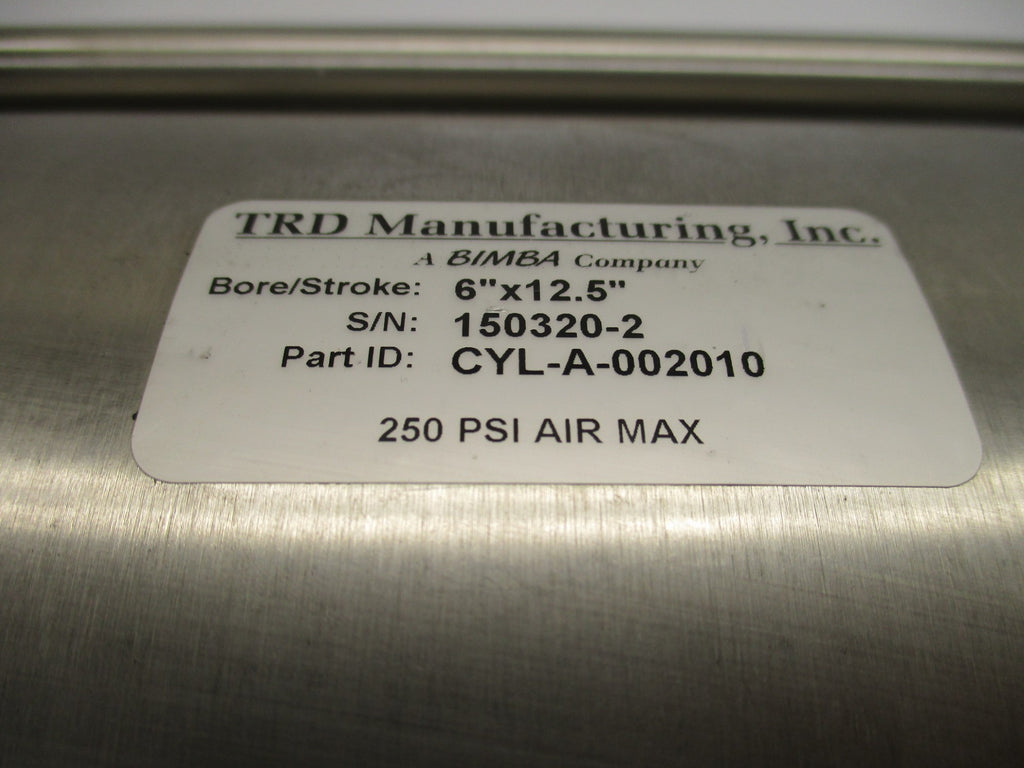 TRD Manufacturing, Inc.
A BIMBA Company
Bore/Stroke: 6"x12.5"
S/N: 150320-2
Part ID: CYL-A-002010
250 PSI AIR MAX